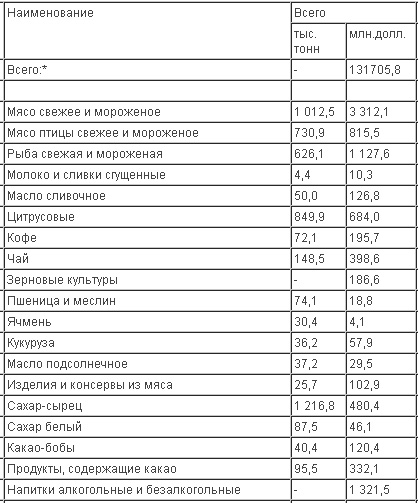 Наименование Всего
тыс. тонн млн.долл.
Всего:* - 131705,8
Мясо свежее и мороженое 1 012,5 3 312,1
Мясо птицы свежее и мороженое 730,9 815,5
Рыба свежая и мороженая 626,1 1 127,6
Молоко и сливки сгущенные 4,4 10,3
Масло сливочное 50,0 126,8
Цитрусовые 849,9 684,0
Кофе 72,1 195,7
Чай 148,5 398,6
Зерновые культуры - 186,6
Пшеница и меслин 74,1 18,8
Ячмень 30,4 4,1
Кукуруза 36,2 57,9
Масло подсолнечное 37,2 29,5
Изделия и консервы из мяса 25,7 102,9
Сахар-сырец 1 216,8 480,4
Сахар белый 87,5 46,1
Какао-бобы 40,4 120,4
Продукты, содержащие какао 95,5 332,1
Напитки алкогольные и безалкогольные - 1 321,5